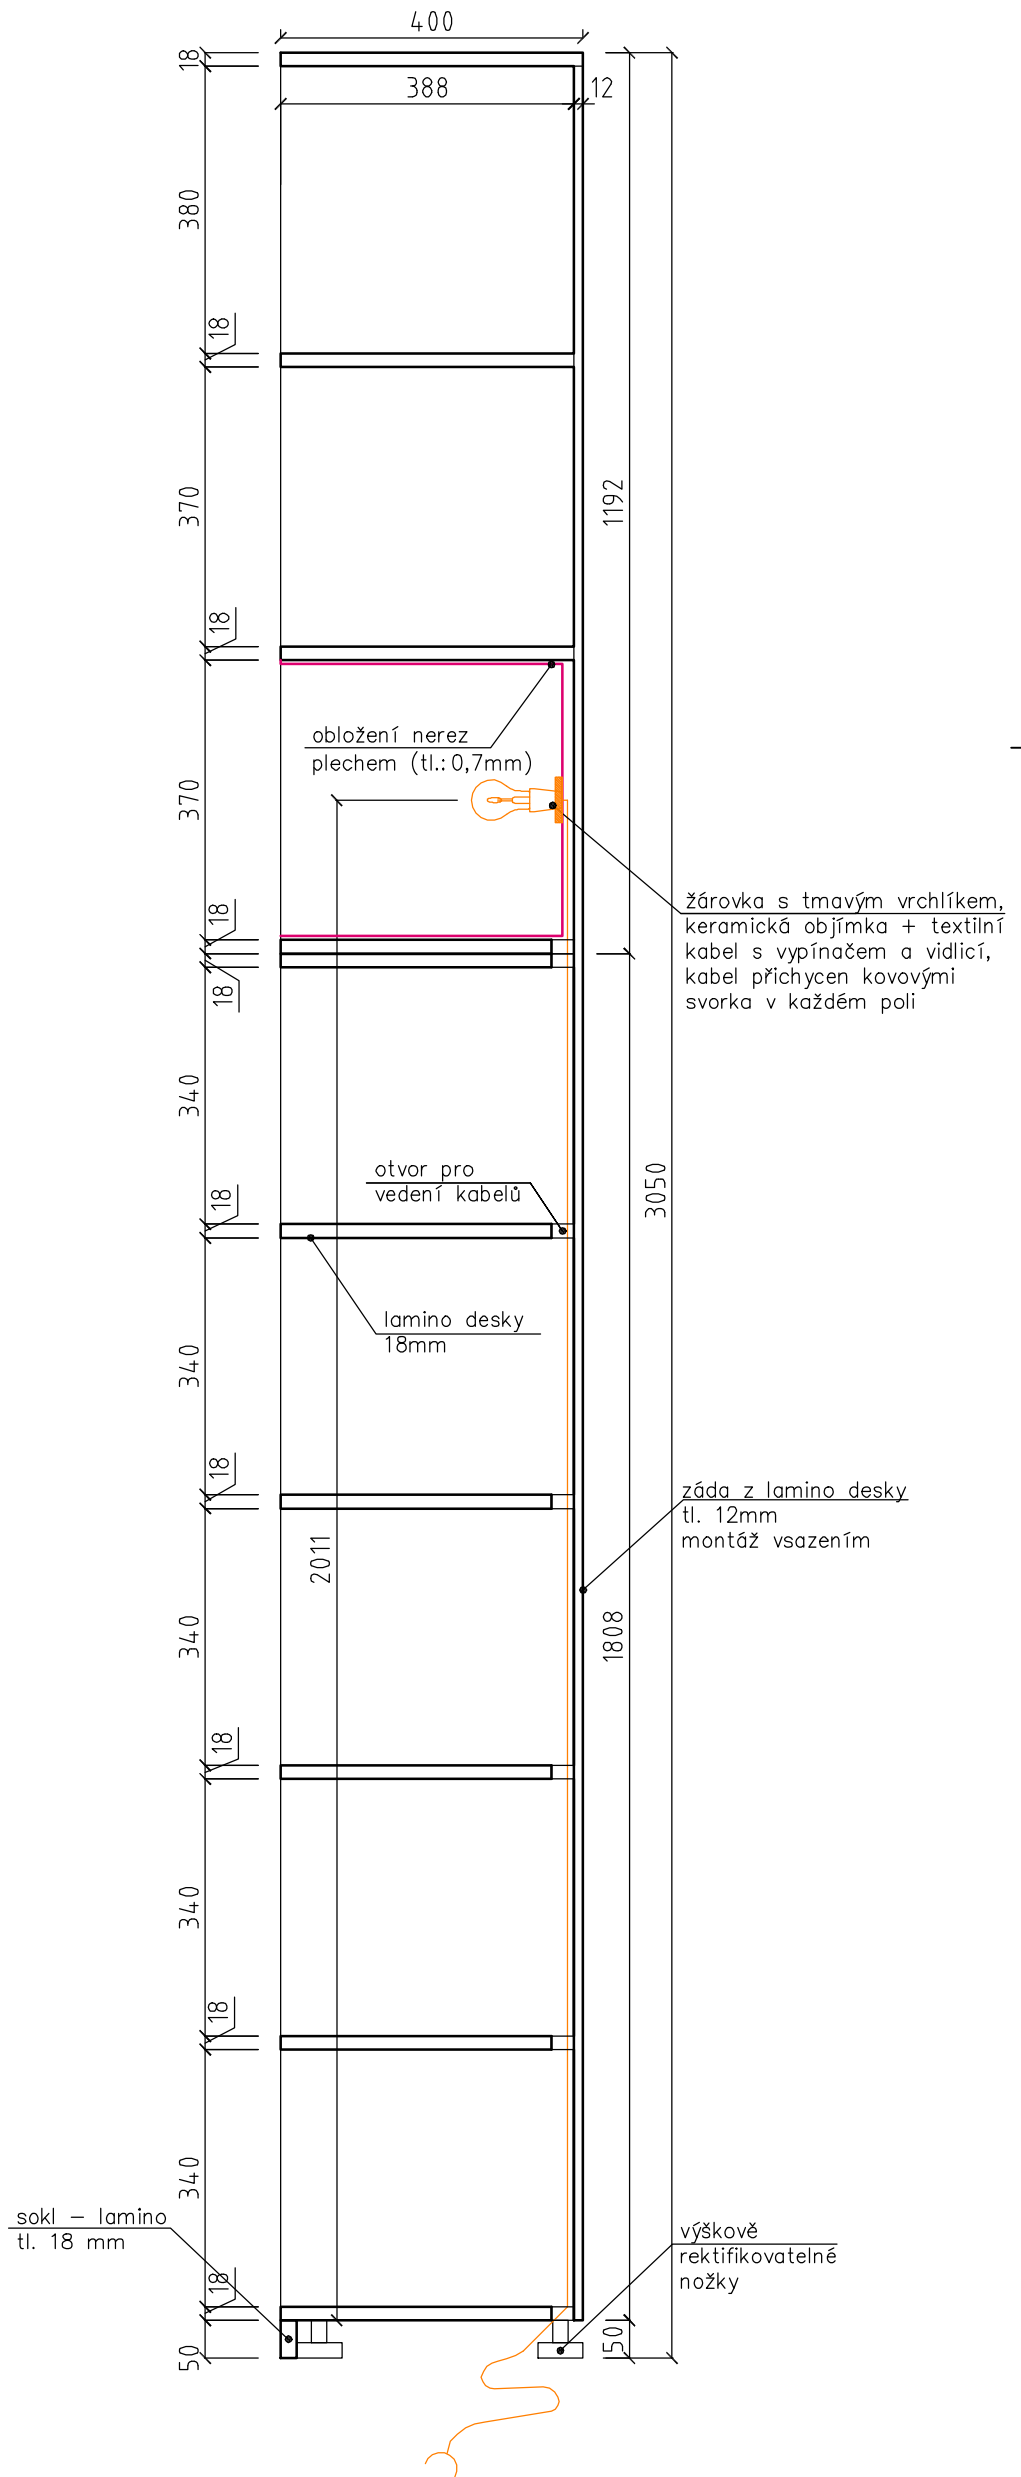 400
18
388
12
380
18
370
1192
18
obložení nerez
plechem (tl.: 0,7mm)
370
žárovka s tmavým vrchlíkem,
keramická objímka + textilní
kabel s vypínačem a vidlicí,
kabel přichycen kovovými
svorka v každém poli
18
18
340
otvor pro
vedení kabelů
3050
18
lamino desky
18mm
340
18
záda z lamino desky
tl. 12mm
montáž vsazením
2011
340
1808
18
340
18
340
sokl – lamino
tl. 18 mm
výškově
rektifikovatelné
nožky
18
50
50